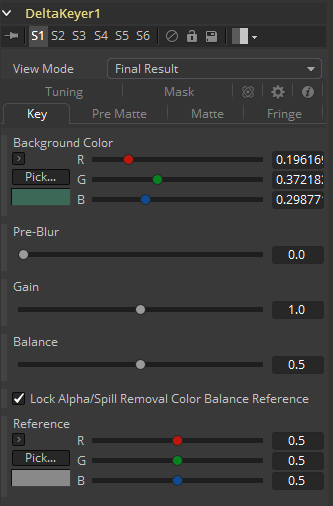 DeltaKeyer1
S1 S2 S3 S4 S5 S6
View Mode Final Result
Tuning Mask
Key Pre Matte Matte Fringe
Background Color
R 0.196169
Pick... G 0.372183
B 0.298771
Pre-Blur
0.0
Gain
1.0
Balance
0.5
Lock Alpha/Spill Removal Color Balance Reference
Reference
R 0.5
Pick... G 0.5
B 0.5